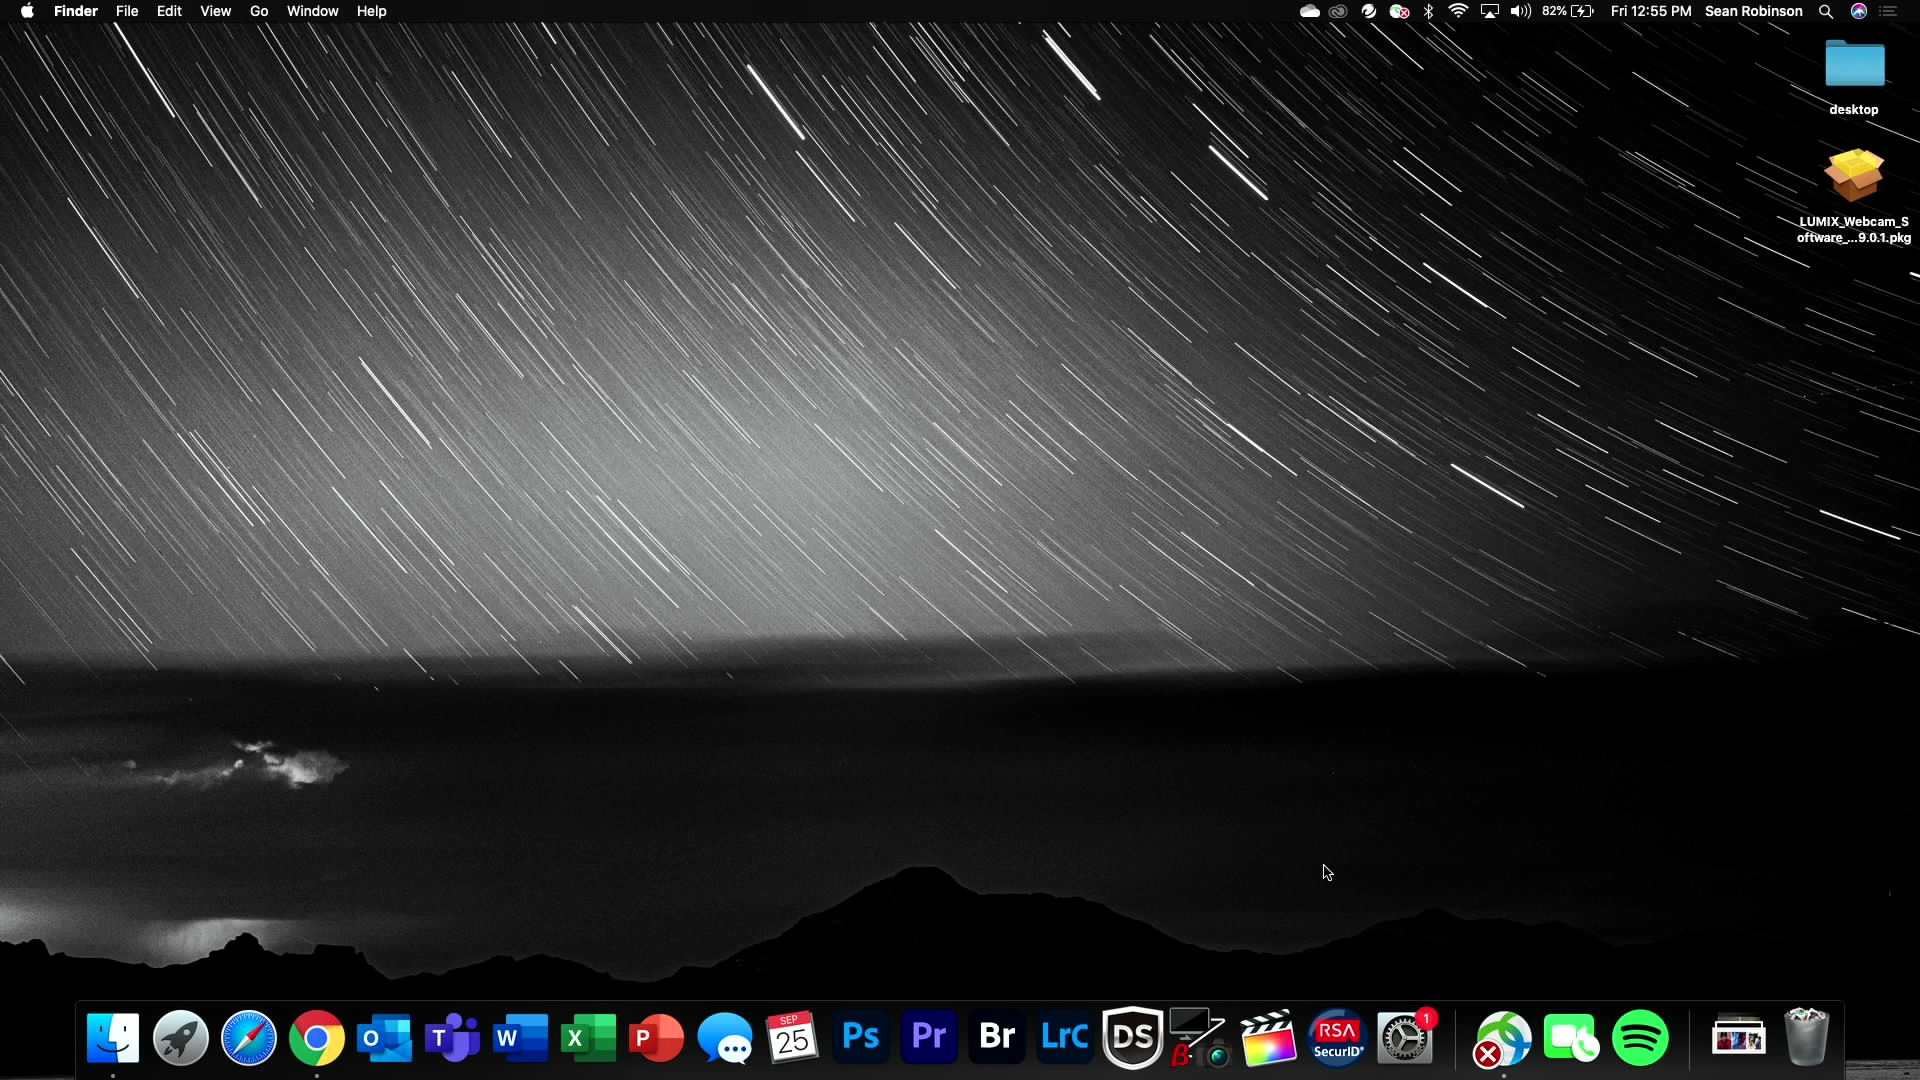 Finder File Edit View Go Window Help
82% Fri 12:55 PM Sean Robinson
desktop
LUMIX_Webcam_S
oftware_...9.0.1.pkg
O
T
W
X
P
SEP
25
Ps
Pr
Br
LrC
DS
β
RSA
SecurID®
1